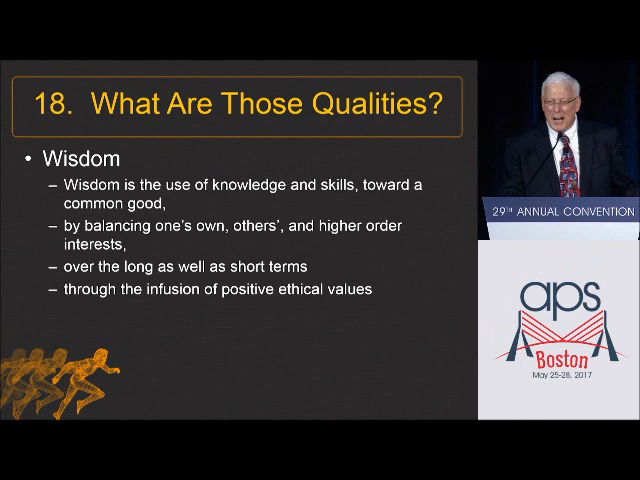 18. What Are Those Qualities?
• Wisdom
– Wisdom is the use of knowledge and skills, toward a
common good,
– by balancing one's own, others', and higher order
interests,
– over the long as well as short terms
– through the infusion of positive ethical values
29TH ANNUAL CONVENTION
aps
Boston
May 25-28, 2017